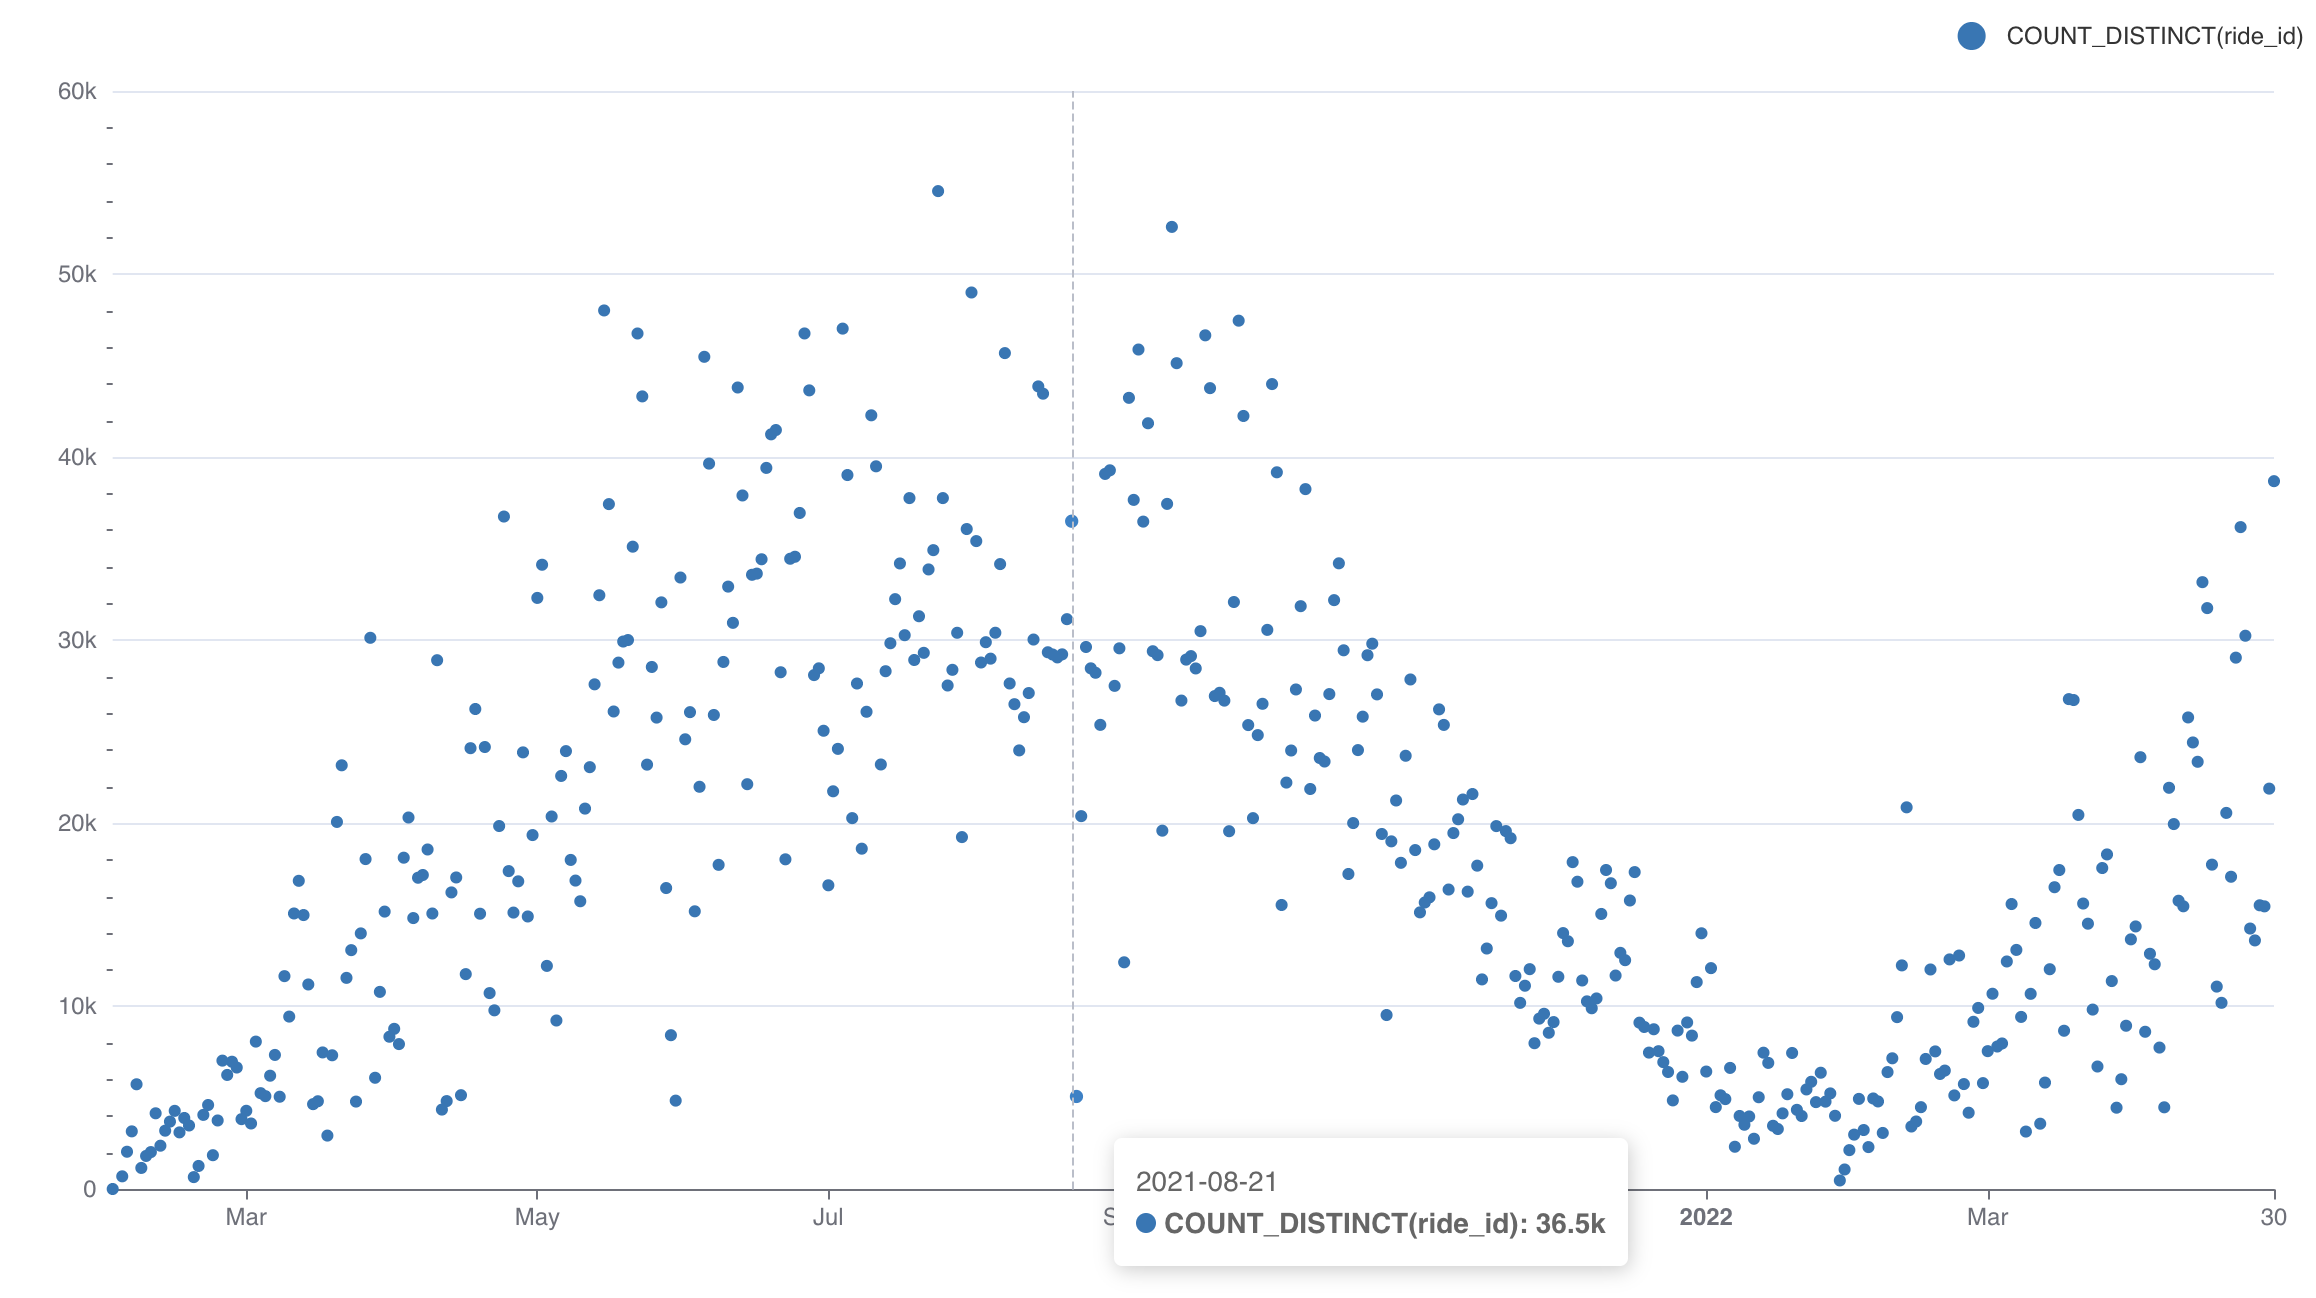 COUNT_DISTINCT(ride_id)
60k
50k
40k
30k
20k
10k
0
Mar
May
Jul
S
2022
Mar
30
2021-08-21
COUNT_DISTINCT(ride_id): 36.5k